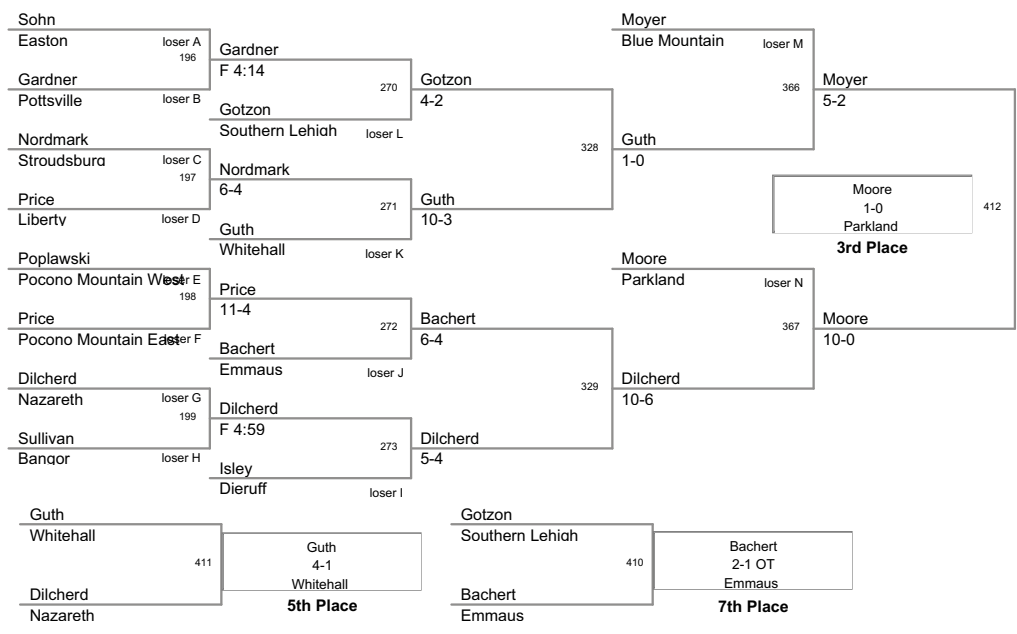 Sohn
Easton
loser A
196
Gardner
Pottsville
loser B
Nordmark
Stroudsburg
loser C
197
Price
Liberty
loser D
Poplawski
Pocono Mountain West
loser E
198
Price
Pocono Mountain East
loser F
Dilcherd
Nazareth
loser G
199
Sullivan
Bangor
loser H
Gardner
F 4:14
270
Gotzon
Southern Lehigh
loser L
Nordmark
6-4
271
Guth
Whitehall
loser K
Price
11-4
272
Bachert
Emmaus
loser J
Dilcherd
F 4:59
273
Isley
Dieruff
loser I
Gotzon
4-2
328
Guth
10-3
Bachert
6-4
329
Dilcherd
5-4
Moyer
Blue Mountain
loser M
366
Guth
1-0
Moore
Parkland
loser N
367
Dilcherd
10-6
Moyer
5-2
412
Moore
10-0
Moore
1-0
Parkland
3rd Place
Guth
Whitehall
411
Dilcherd
Nazareth
Guth
4-1
Whitehall
5th Place
Gotzon
Southern Lehigh
410
Bachert
Emmaus
Bachert
2-1 OT
Emmaus
7th Place